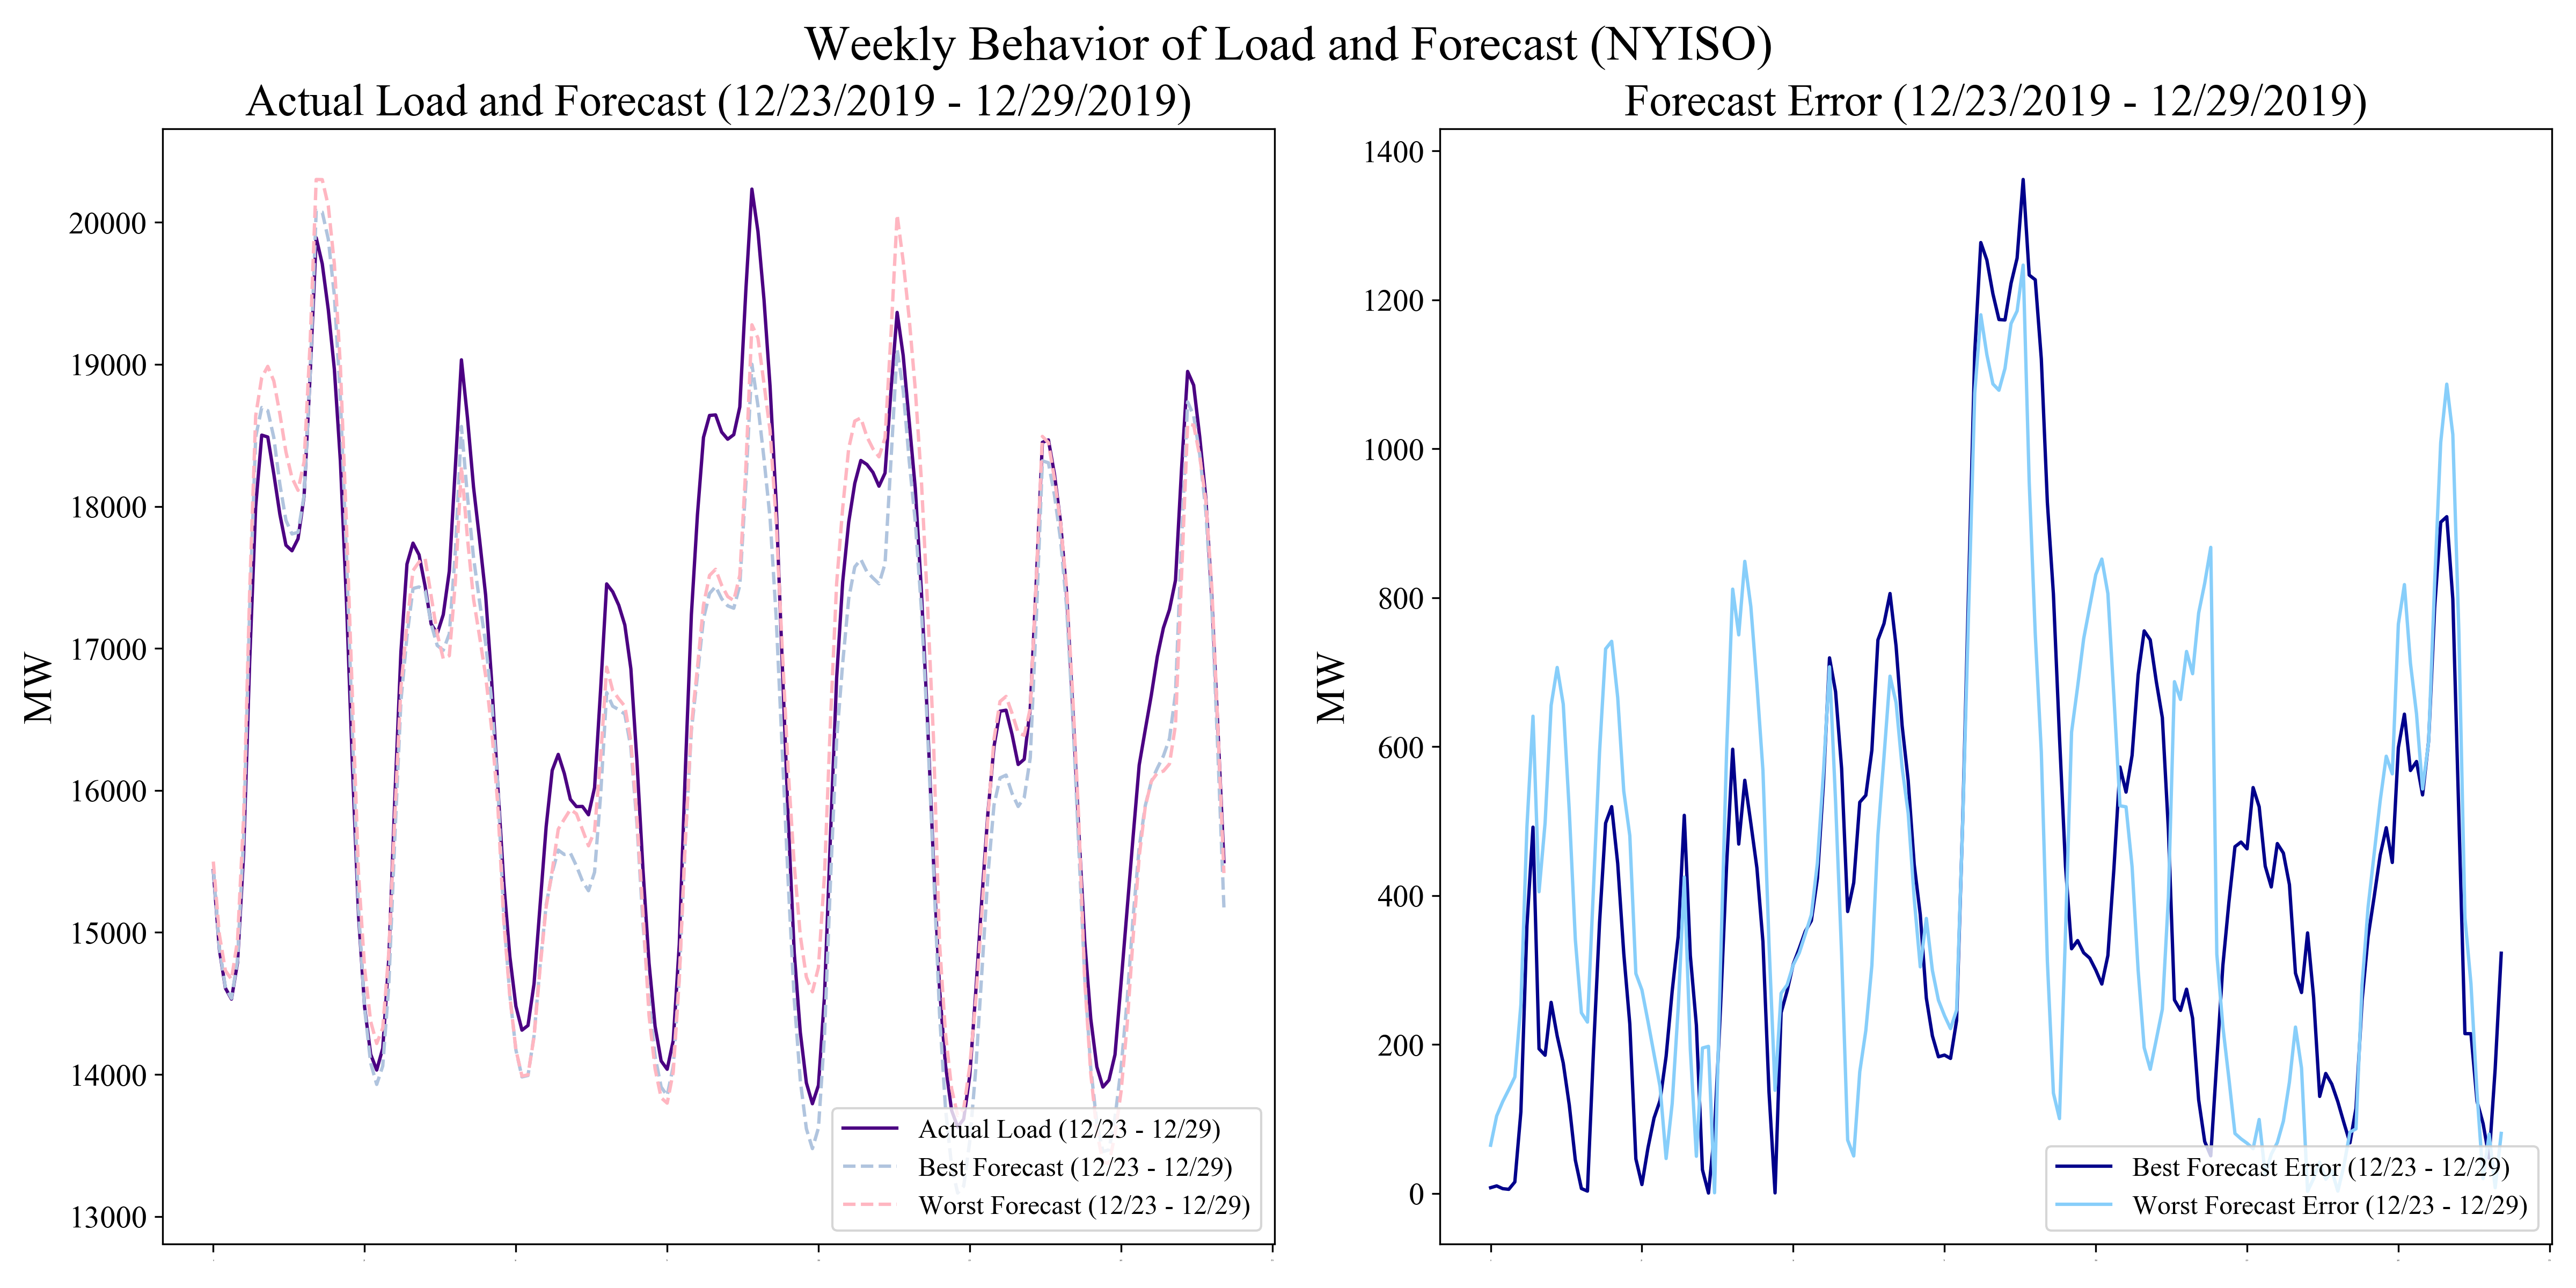 Weekly Behavior of Load and Forecast (NYISO)
Actual Load and Forecast (12/23/2019 - 12/29/2019)
20000
19000
18000
17000
16000
15000
14000
13000
MW
Actual Load (12/23 - 12/29)
Best Forecast (12/23 - 12/29)
Worst Forecast (12/23 - 12/29)
Forecast Error (12/23/2019 - 12/29/2019)
1400
1200
1000
800
600
400
200
0
MW
Best Forecast Error (12/23 - 12/29)
Worst Forecast Error (12/23 - 12/29)